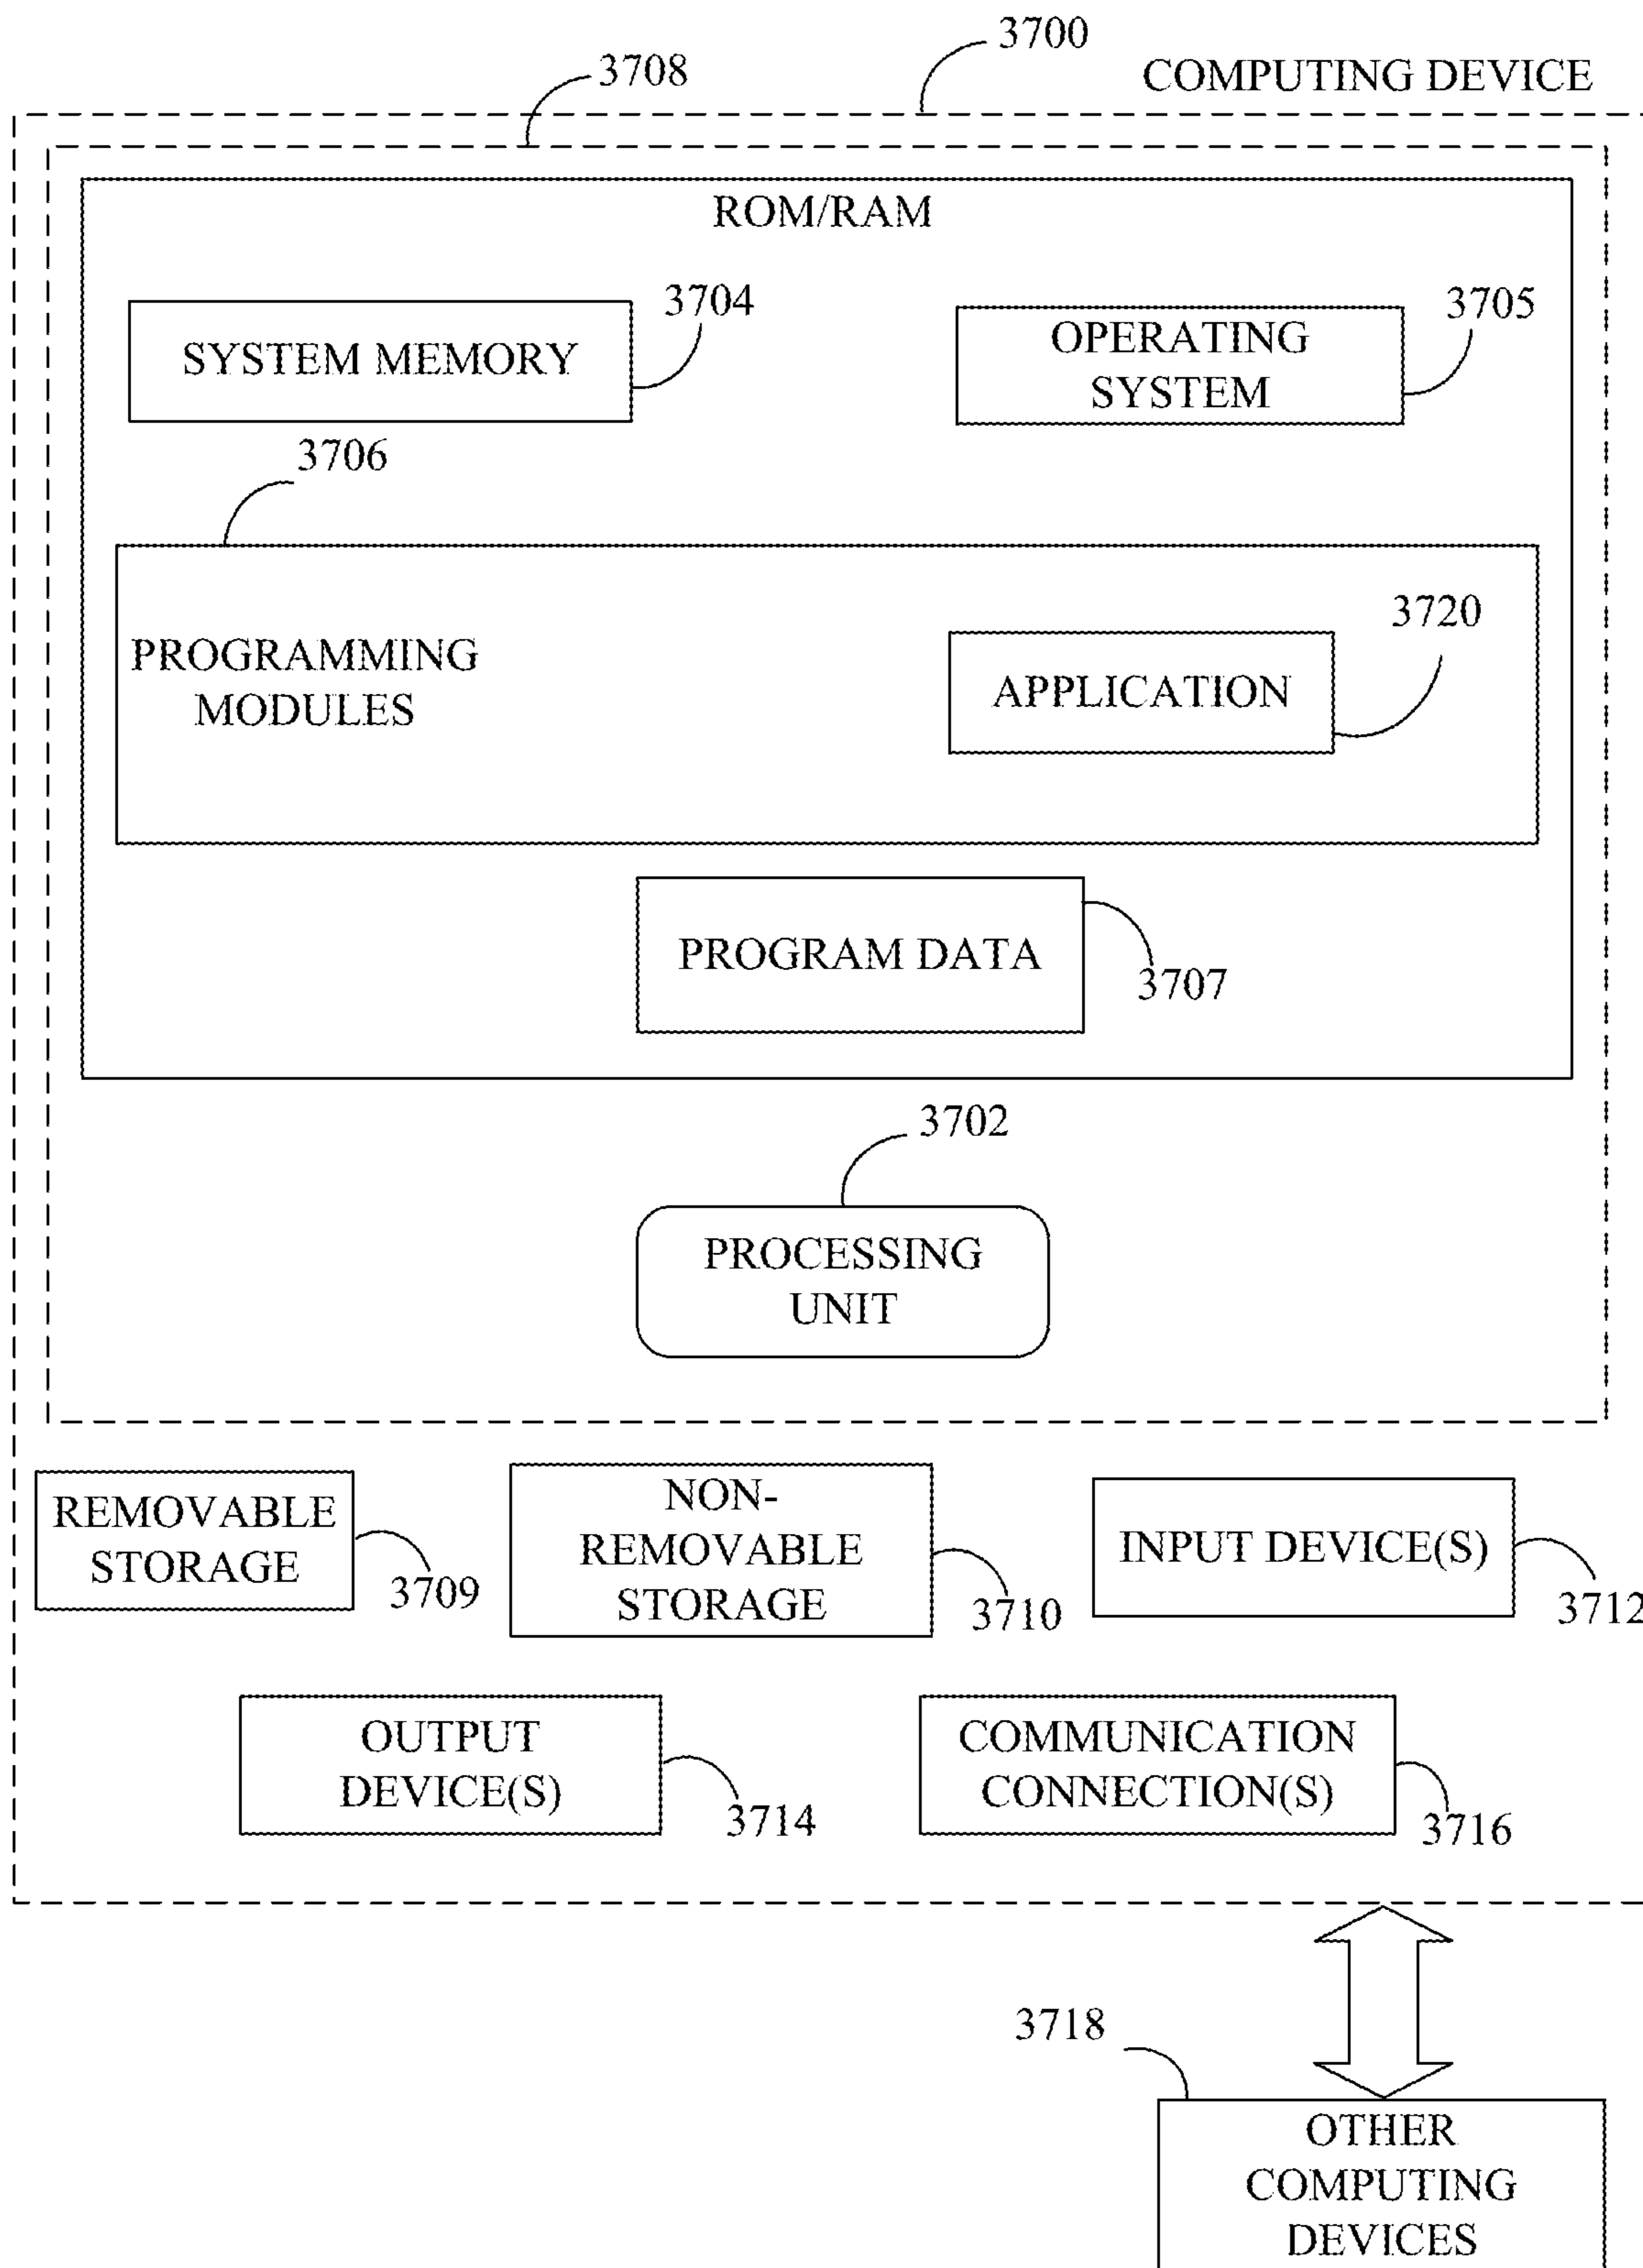 3700
3708
COMPUTING DEVICE
ROM/RAM
3704
SYSTEM MEMORY
3705
OPERATING
SYSTEM
3706
PROGRAMMING
MODULES
3720
APPLICATION
PROGRAM DATA
3707
3702
PROCESSING
UNIT
REMOVABLE
STORAGE
3709
NON-
REMOVABLE
STORAGE
3710
INPUT DEVICE(S)
3712
OUTPUT
DEVICE(S)
3714
COMMUNICATION
CONNECTION(S)
3716
3718
OTHER
COMPUTING
DEVICES